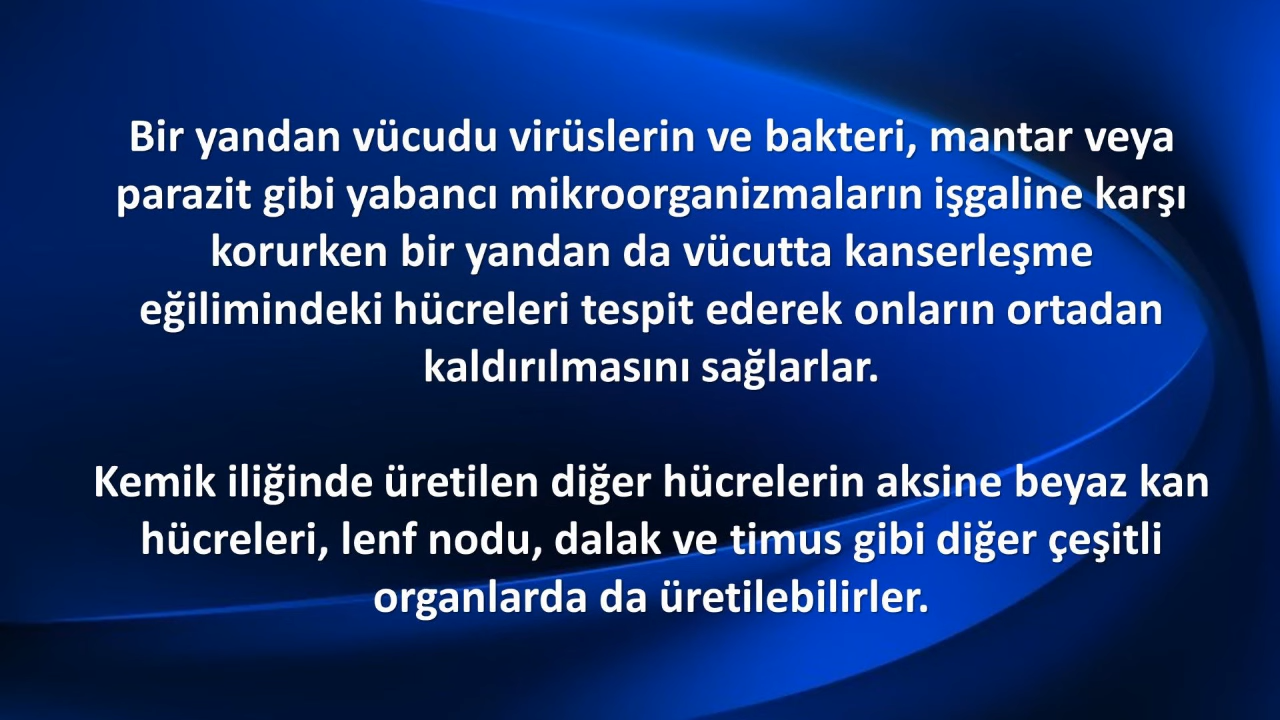 Bir yandan vücudu virüslerin ve bakteri, mantar veya
parazit gibi yabancı mikroorganizmaların işgaline karşı
korurken bir yandan da vücutta kanserleşme
eğilimindeki hücreleri tespit ederek onların ortadan
kaldırılmasını sağlarlar.
Kemik iliğinde üretilen diğer hücrelerin aksine beyaz kan
hücreleri, lenf nodu, dalak ve timus gibi diğer çeşitli
organlarda da üretilebilirler.